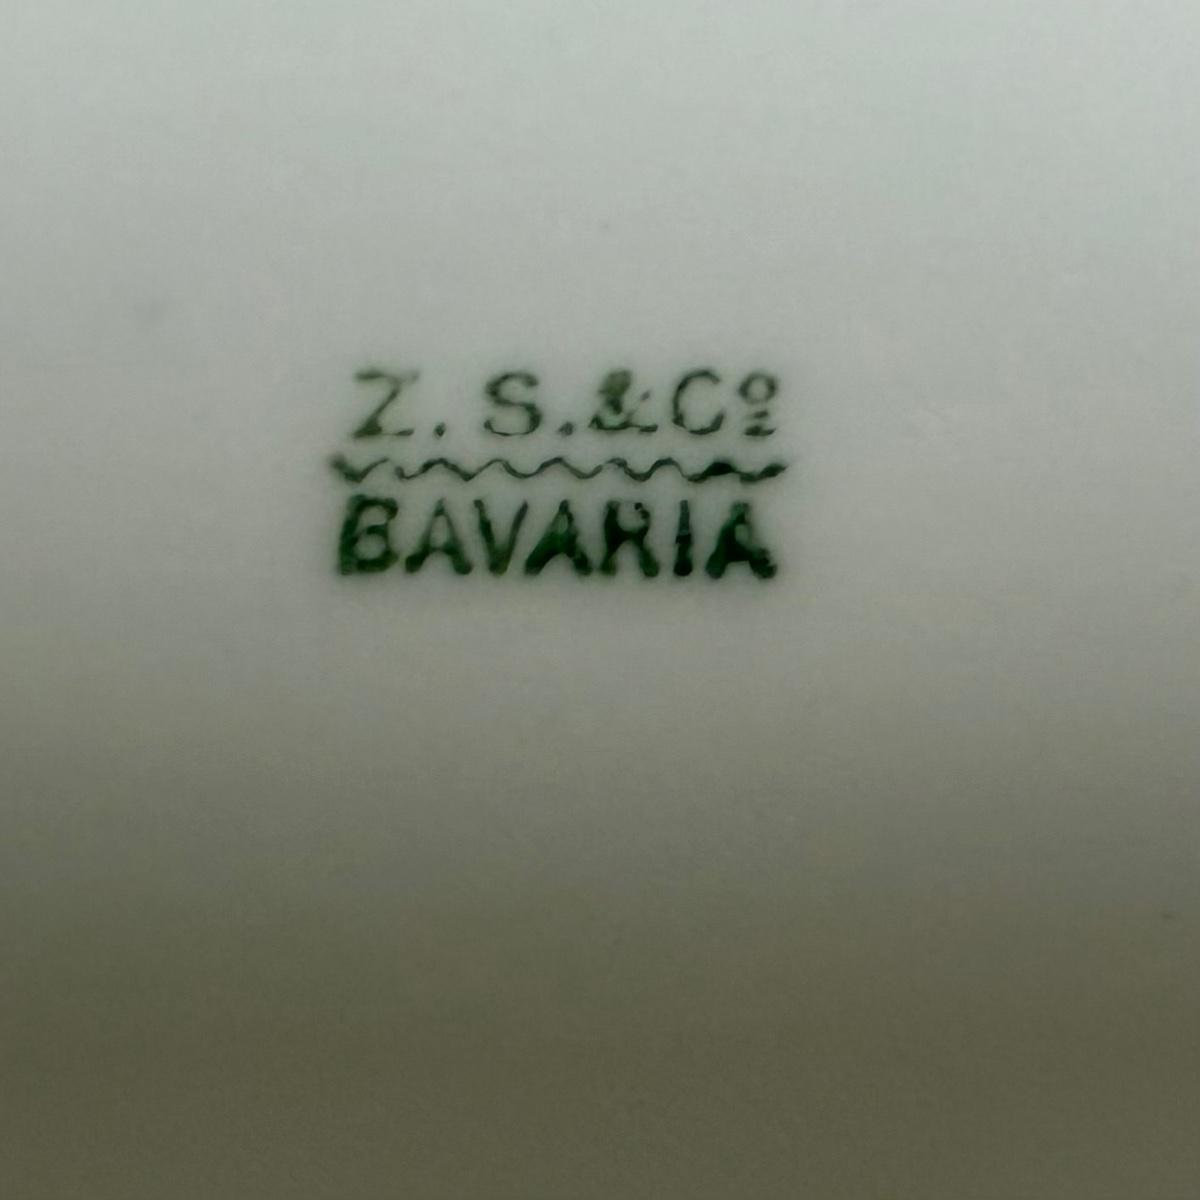 Z. S. & Cº
BAVARIA